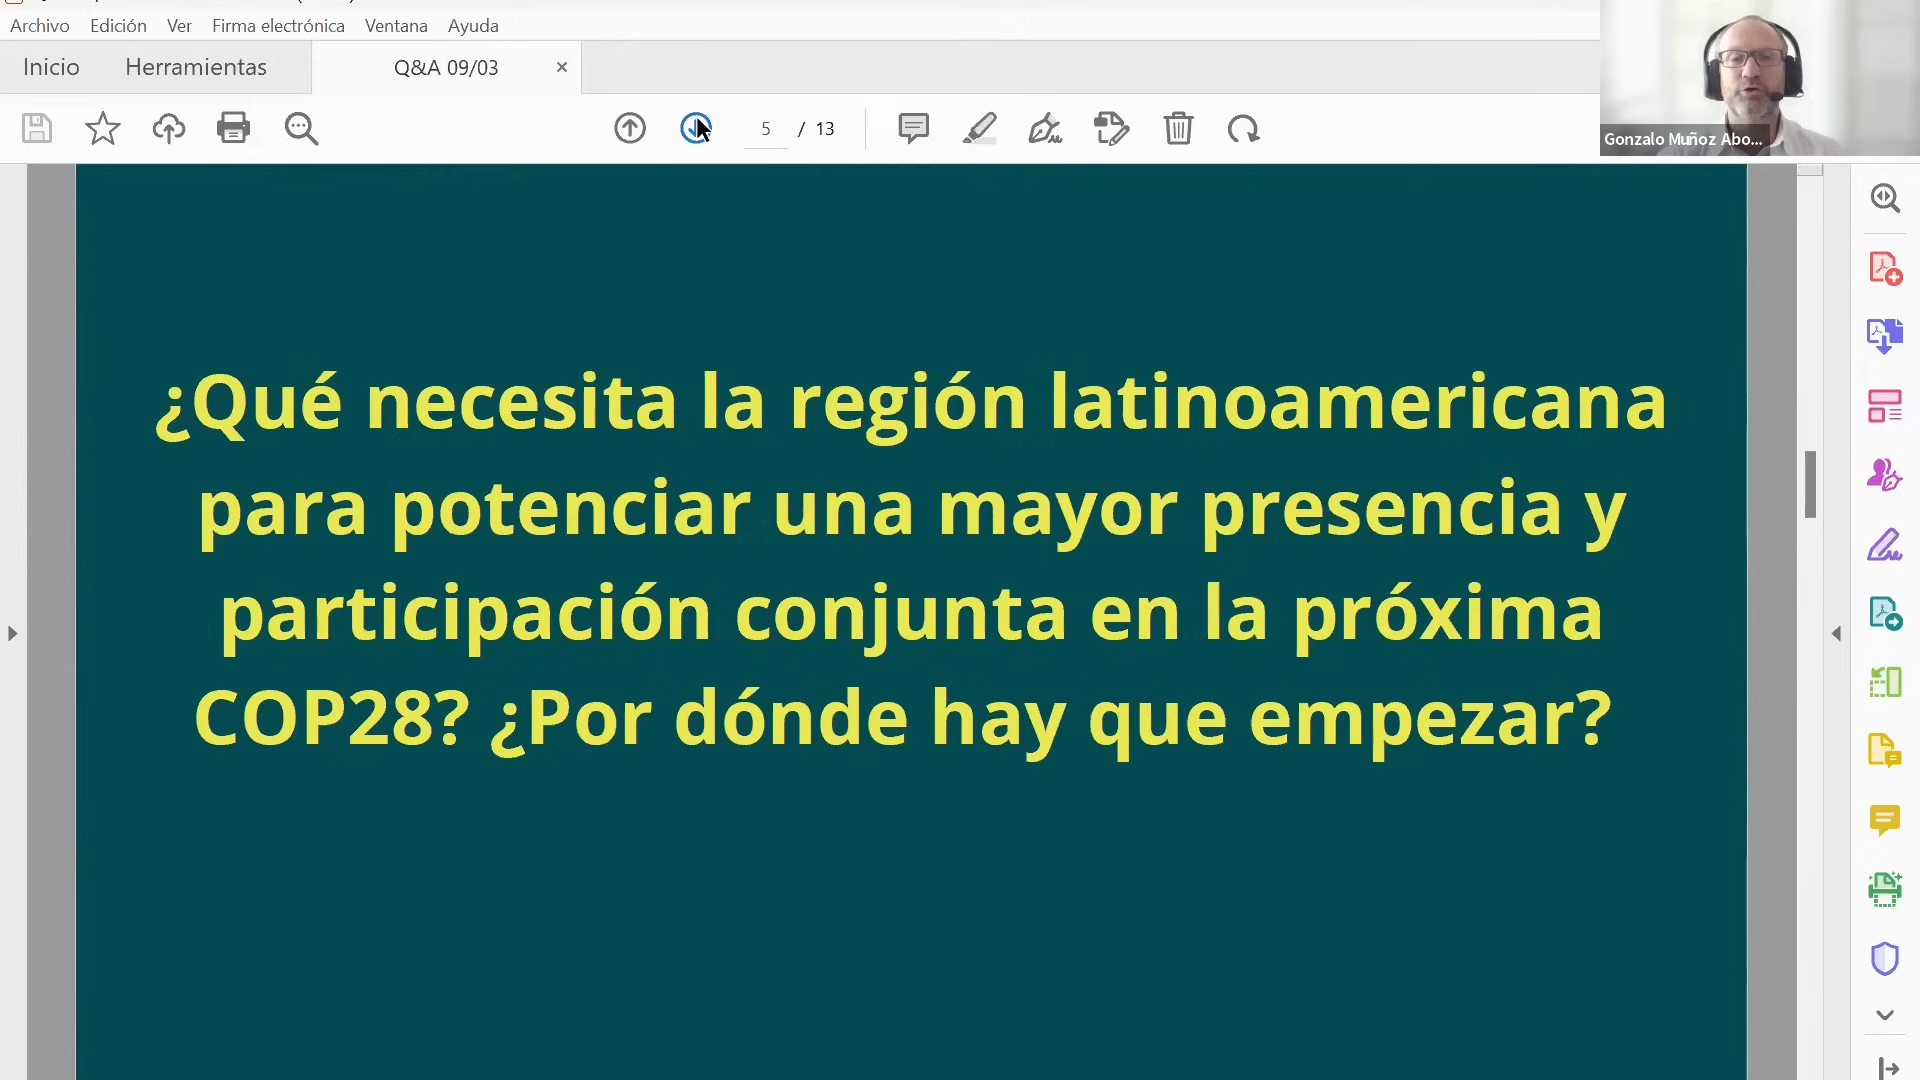 Archivo Edición Ver Firma electrónica Ventana Ayuda
Inicio Herramientas Q&A 09/03
5 / 13
Gonzalo Muñoz Abo...
¿Qué necesita la región latinoamericana
para potenciar una mayor presencia y
participación conjunta en la próxima
COP28? ¿Por dónde hay que empezar?